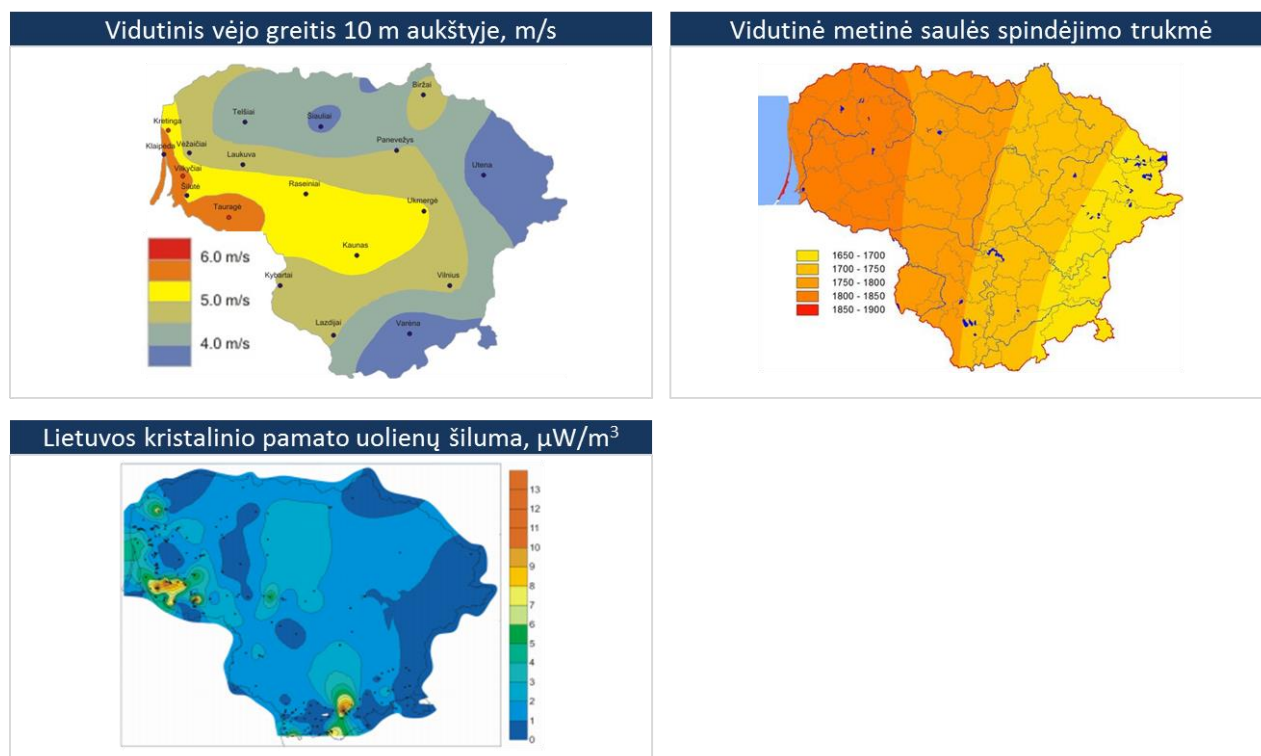 Vidutinis vėjo greitis 10 m aukštyje, m/s
Biržai
Telšiai
Šiauliai
Kretinga
Klaipėda
Vėžaičiai
Panevėžys
Laukuva
Utena
Vilkyčiai
Šilutė
Raseiniai
Tauragė
Ukmergė
Kaunas
Kybartai
Vilnius
Lazdijai
Varėna
6.0 m/s
5.0 m/s
4.0 m/s
Vidutinė metinė saulės spindėjimo trukmė
1650 - 1700
1700 - 1750
1750 - 1800
1800 - 1850
1850 - 1900
Lietuvos kristalinio pamato uolienų šiluma, µW/m³
13
12
11
10
9
8
7
6
5
4
3
2
1
0